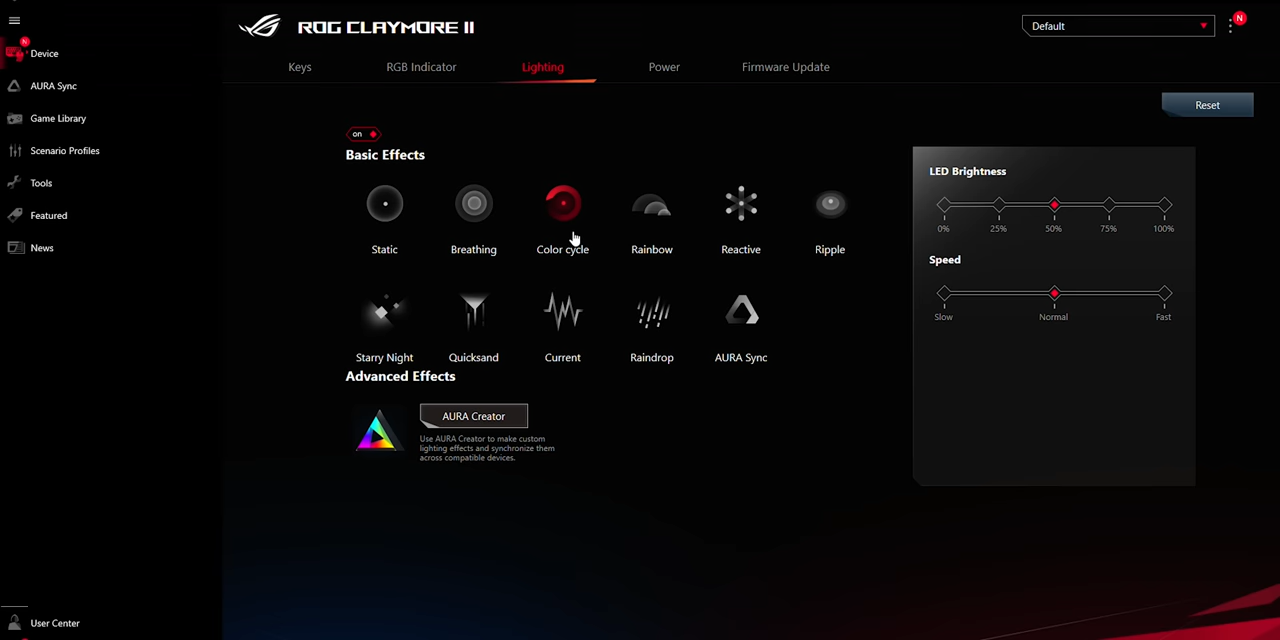 ROG CLAYMORE II
Default
N
N
Device
AURA Sync
Game Library
Scenario Profiles
Tools
Featured
News
User Center
Keys
RGB Indicator
Lighting
Power
Firmware Update
Reset
on
Basic Effects
Static
Breathing
Color cycle
Rainbow
Reactive
Ripple
Starry Night
Quicksand
Current
Raindrop
AURA Sync
Advanced Effects
AURA Creator
Use AURA Creator to make custom
lighting effects and synchronize them
across compatible devices.
LED Brightness
0%
25%
50%
75%
100%
Speed
Slow
Normal
Fast